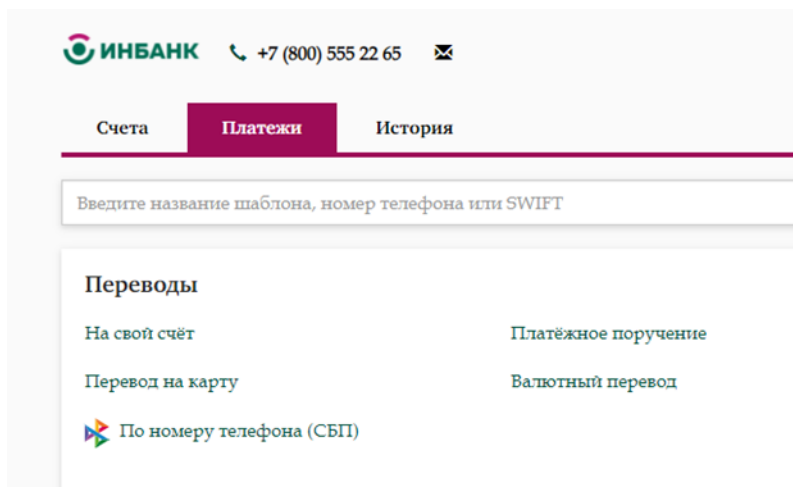 ИНБАНК +7 (800) 555 22 65
Счета Платежи История
Введите название шаблона, номер телефона или SWIFT
Переводы
На свой счёт Платёжное поручение
Перевод на карту Валютный перевод
По номеру телефона (СБП)